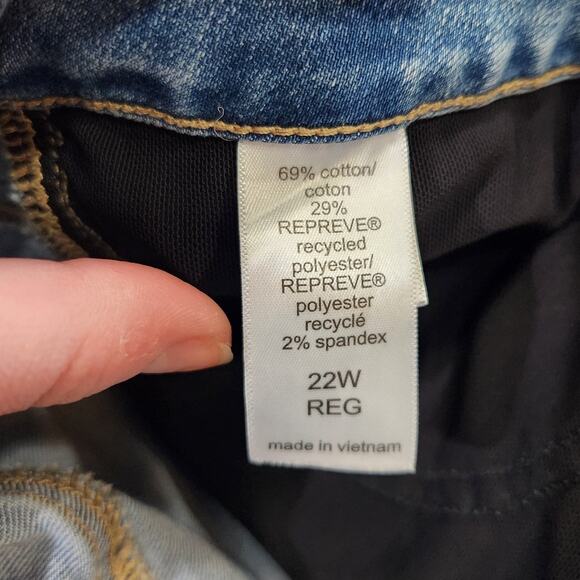 69% cotton/
coton
29%
REPREVE®
recycled
polyester/
REPREVE®
polyester
recyclé
2% spandex
22W
REG
made in vietnam